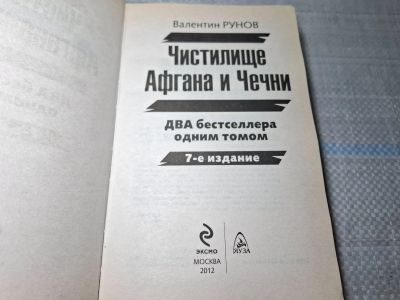 Валентин РУНОВ
Чистилище
Афгана и Чечни
ДВА бестселлера
одним томом
7-е издание
ЭКСМО
МОСКВА
2012
ЯУЗА